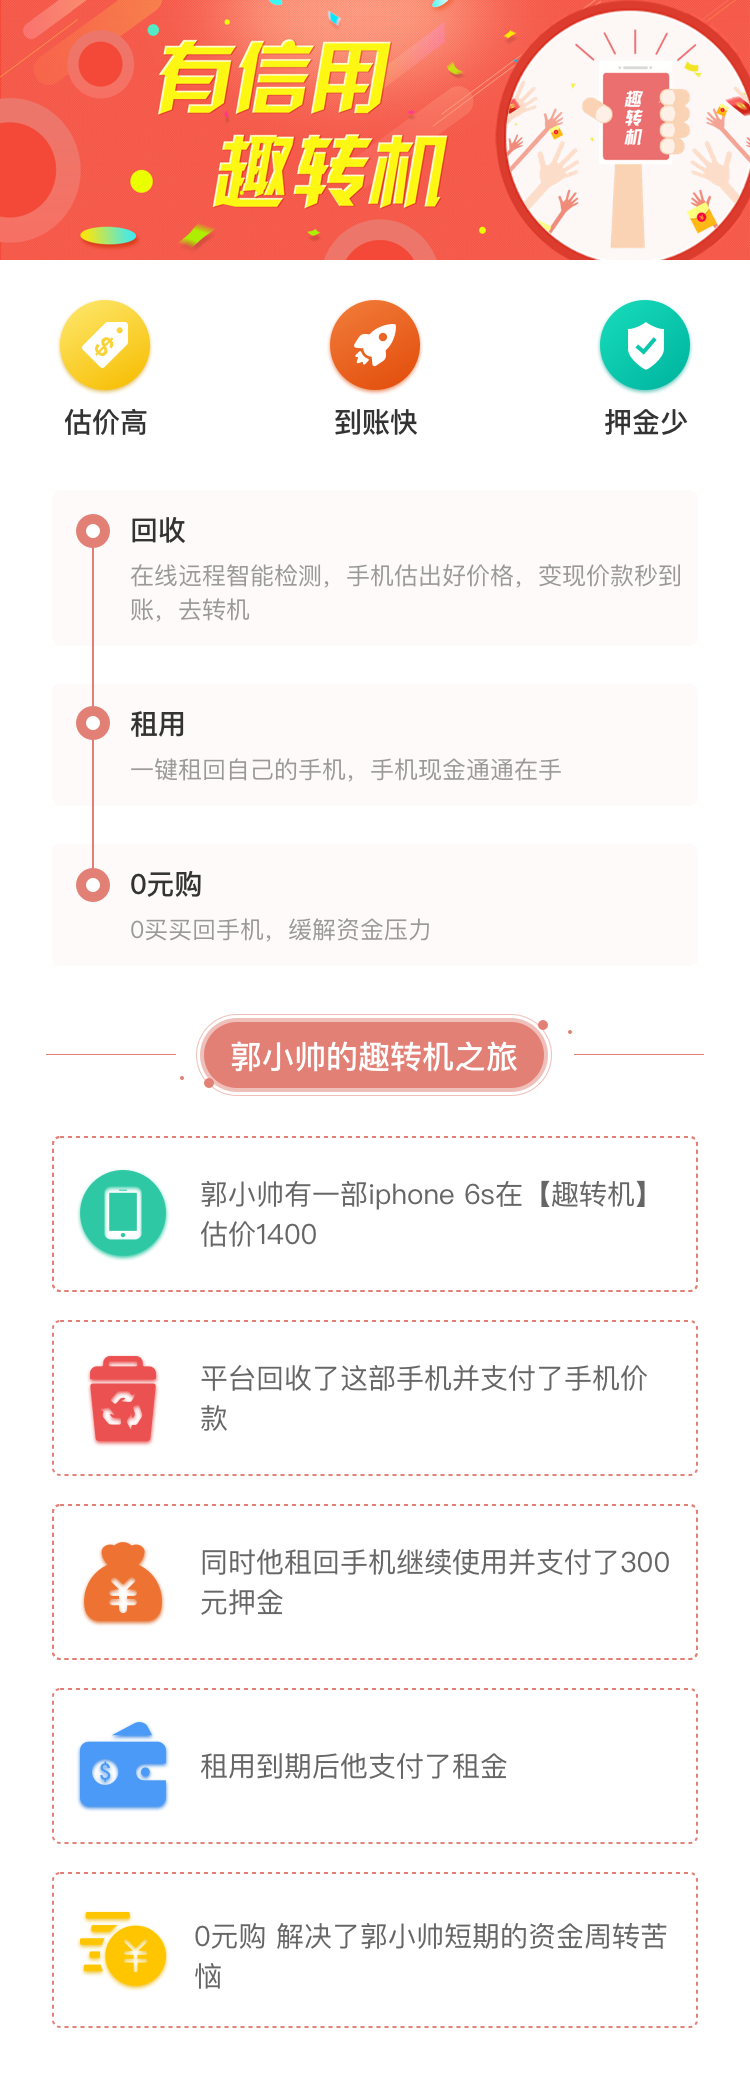 有信用
趣转机
趣
转
机
估价高
到账快
押金少
回收
在线远程智能检测，手机估出好价格，变现价款秒到
账，去转机
租用
一键租回自己的手机，手机现金通通在手
0元购
0买买回手机，缓解资金压力
郭小帅的趣转机之旅
郭小帅有一部iphone 6s在【趣转机】
估价1400
平台回收了这部手机并支付了手机价
款
同时他租回手机继续使用并支付了300
元押金
租用到期后他支付了租金
0元购 解决了郭小帅短期的资金周转苦
恼